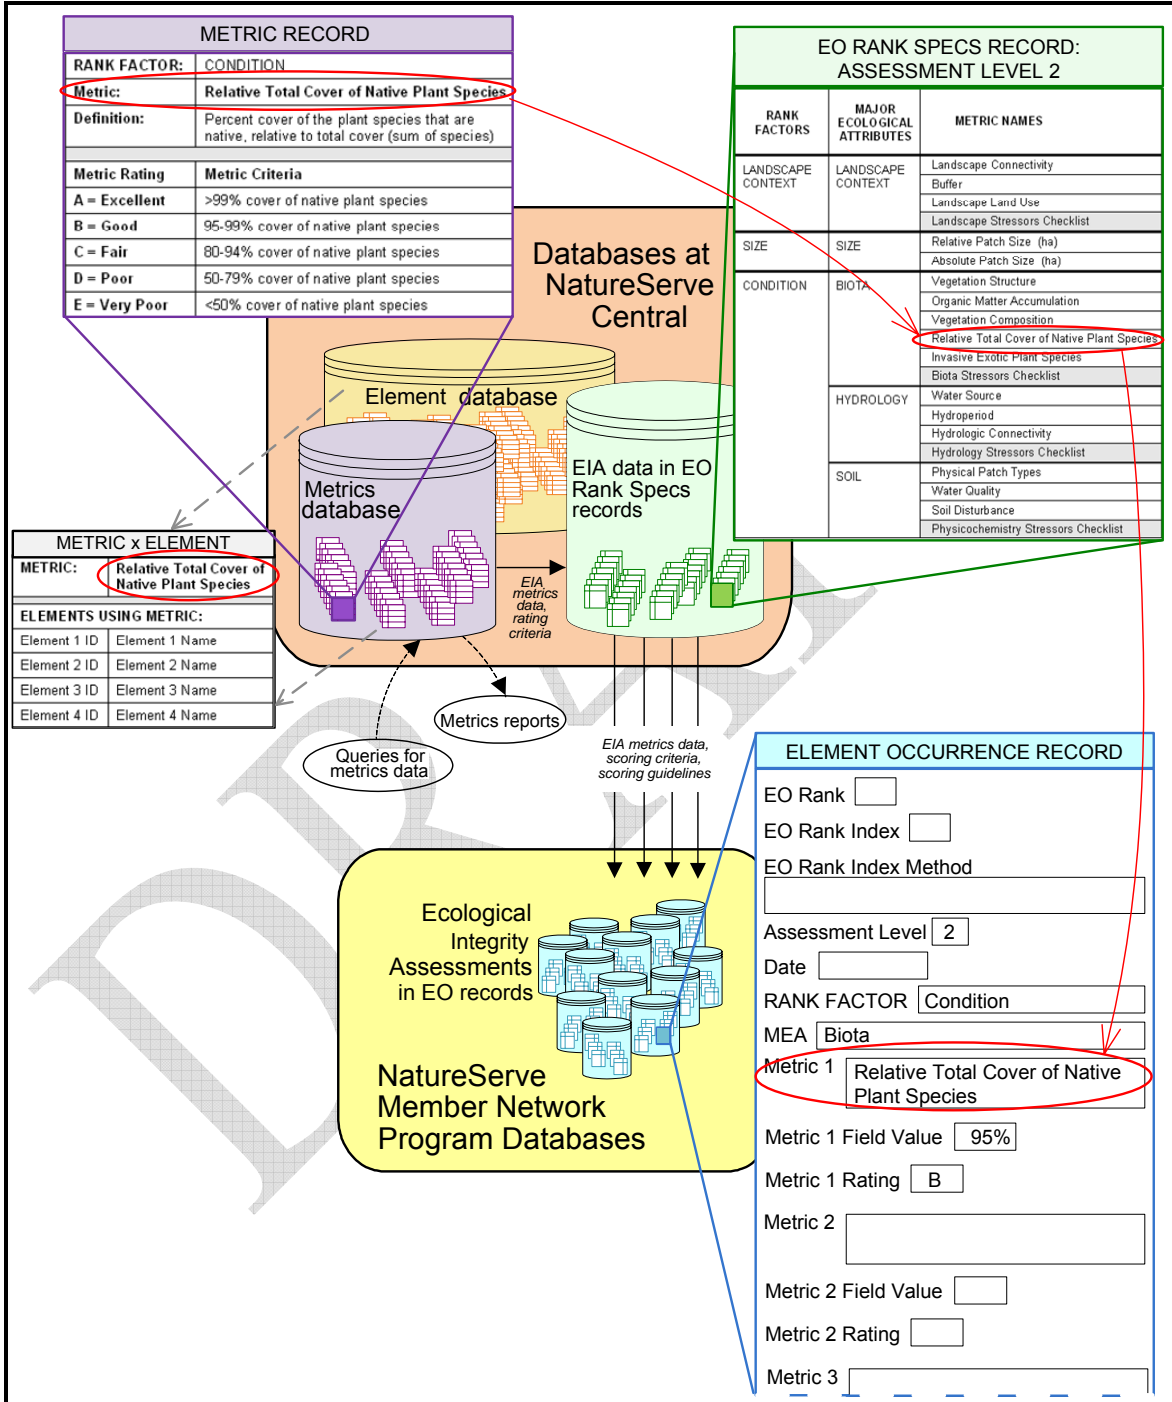 METRIC RECORD
RANK FACTOR: CONDITION
Metric: Relative Total Cover of Native Plant Species
Definition: Percent cover of the plant species that are
native, relative to total cover (sum of species)
Metric Rating Metric Criteria
A = Excellent >99% cover of native plant species
B = Good 95-99% cover of native plant species
C = Fair 80-94% cover of native plant species
D = Poor 50-79% cover of native plant species
E = Very Poor <50% cover of native plant species
EO RANK SPECS RECORD:
ASSESSMENT LEVEL 2
RANK
FACTORS
MAJOR
ECOLOGICAL
ATTRIBUTES
METRIC NAMES
LANDSCAPE
CONTEXT
LANDSCAPE
CONTEXT
Landscape Connectivity
Buffer
Landscape Land Use
Landscape Stressors Checklist
SIZE SIZE Relative Patch Size (ha)
Absolute Patch Size (ha)
CONDITION BIOTA Vegetation Structure
Organic Matter Accumulation
Vegetation Composition
Relative Total Cover of Native Plant Species
Invasive Exotic Plant Species
Biota Stressors Checklist
HYDROLOGY Water Source
Hydroperiod
Hydrologic Connectivity
Hydrology Stressors Checklist
SOIL Physical Patch Types
Water Quality
Soil Disturbance
Physicochemistry Stressors Checklist
Databases at
NatureServe
Central
Element database
Metrics
database
EIA data in EO
Rank Specs
records
EIA
metrics
data,
rating
criteria
METRIC x ELEMENT
METRIC: Relative Total Cover of
Native Plant Species
ELEMENTS USING METRIC:
Element 1 ID Element 1 Name
Element 2 ID Element 2 Name
Element 3 ID Element 3 Name
Element 4 ID Element 4 Name
Metrics reports
Queries for
metrics data
EIA metrics data,
scoring criteria,
scoring guidelines
Ecological
Integrity
Assessments
in EO records
NatureServe
Member Network
Program Databases
ELEMENT OCCURRENCE RECORD
EO Rank
EO Rank Index
EO Rank Index Method
Assessment Level 2
Date
RANK FACTOR Condition
MEA Biota
Metric 1 Relative Total Cover of Native
Plant Species
Metric 1 Field Value 95%
Metric 1 Rating B
Metric 2
Metric 2 Field Value
Metric 2 Rating
Metric 3
DRAFT